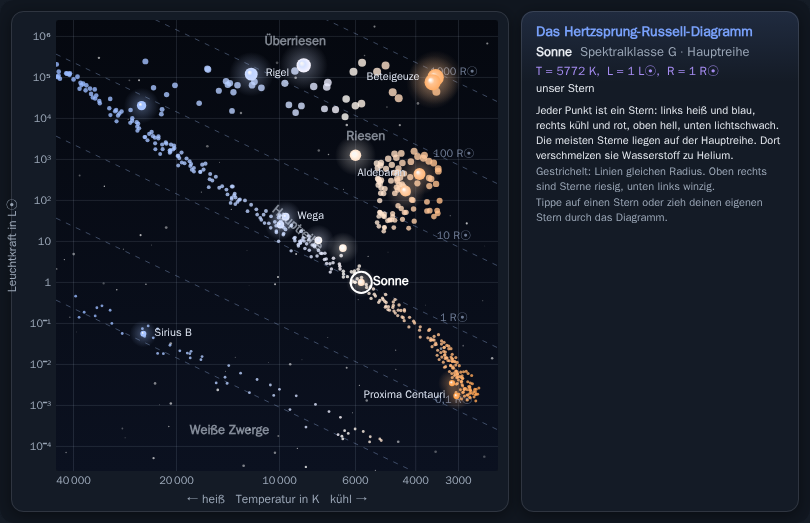 10⁶
10⁵
10⁴
10³
10²
10
1
10⁻¹
10⁻²
10⁻³
10⁻⁴
Leuchtkraft in L☉
Überriesen
Rigel
Beteigeuze
1000 R☉
Riesen
100 R☉
Aldebaran
Wega
Hauptreihe
10 R☉
Sonne
1 R☉
Sirius B
Proxima Centauri
0,1
Weiße Zwerge
40 000 20 000 10 000 6000 4000 3000
← heiß Temperatur in K kühl →
Das Hertzsprung-Russell-Diagramm
Sonne Spektralklasse G · Hauptreihe
T = 5772 K, L = 1 L☉, R = 1 R☉
unser Stern
Jeder Punkt ist ein Stern: links heiß und blau,
rechts kühl und rot, oben hell, unten lichtschwach.
Die meisten Sterne liegen auf der Hauptreihe. Dort
verschmelzen sie Wasserstoff zu Helium.
Gestrichelt: Linien gleichen Radius. Oben rechts
sind Sterne riesig, unten links winzig.
Tippe auf einen Stern oder zieh deinen eigenen
Stern durch das Diagramm.